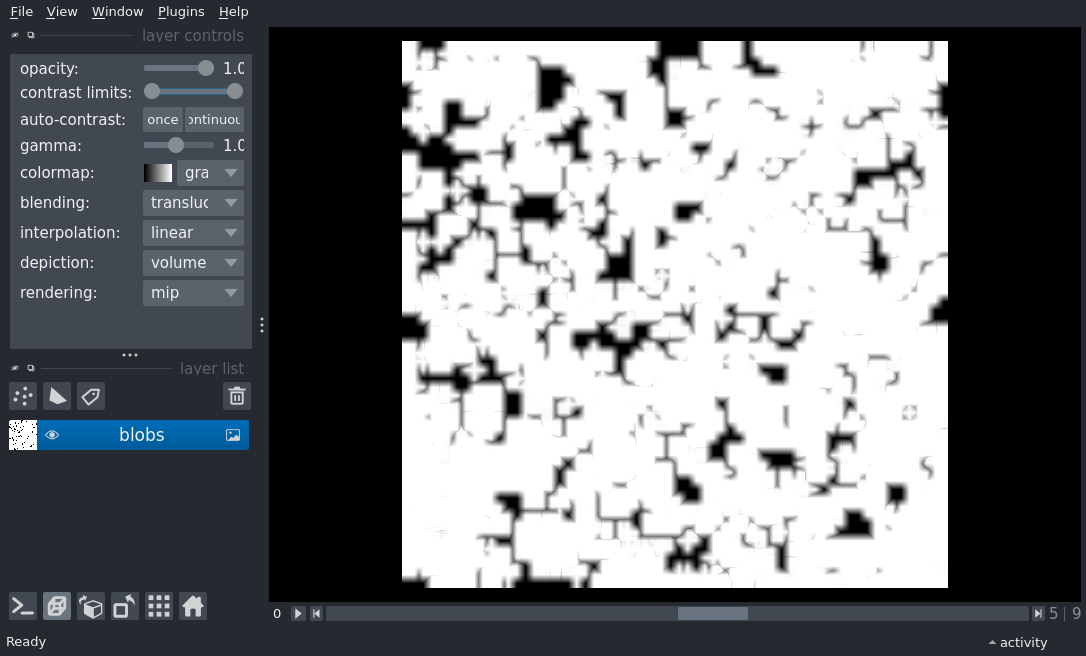 File View Window Plugins Help
layer controls
opacity: 1.0
contrast limits:
auto-contrast: once ontinuou
gamma: 1.0
colormap: gra
blending: transluc
interpolation: linear
depiction: volume
rendering: mip
layer list
blobs
0 5 | 9
Ready activity